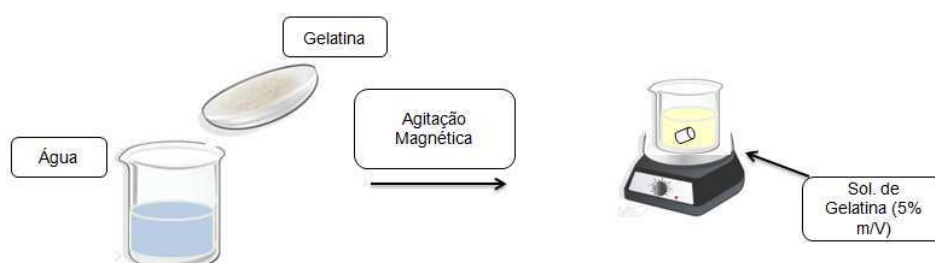 Gelatina
Água
Agitação
Magnética
Sol. de
Gelatina (5%
m/V)